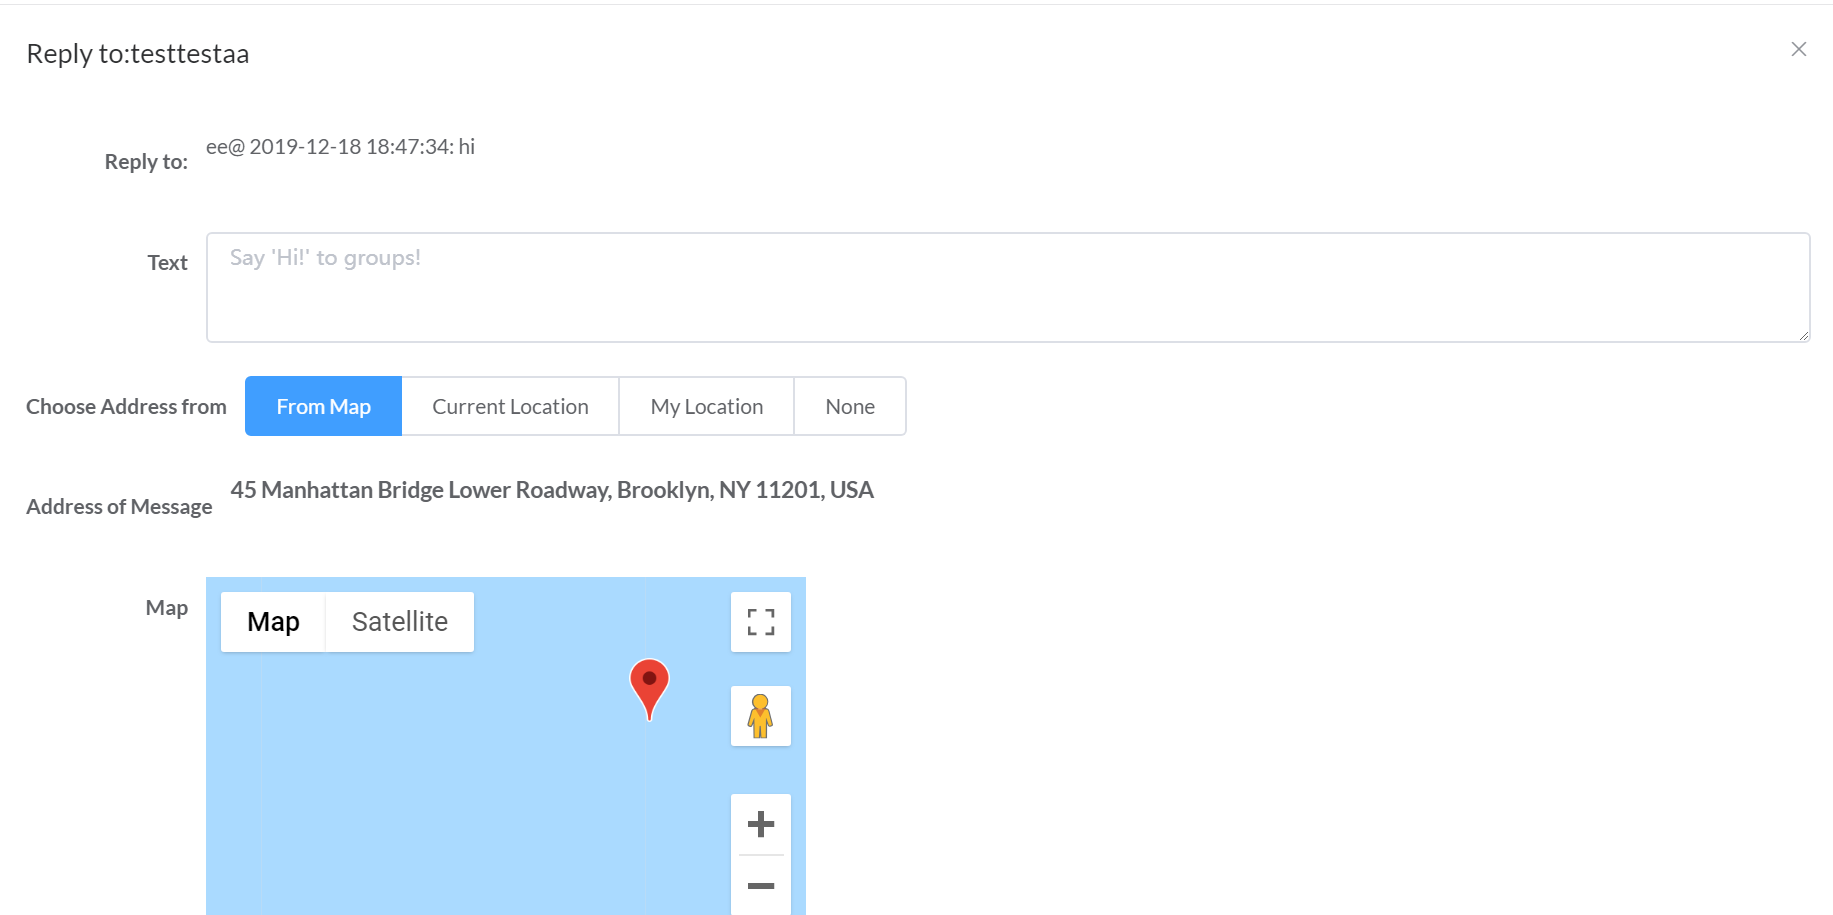 Reply to:testtestaa
Reply to:
ee@ 2019-12-18 18:47:34: hi
Text
Say 'Hi!' to groups!
Choose Address from
From Map
Current Location
My Location
None
Address of Message
45 Manhattan Bridge Lower Roadway, Brooklyn, NY 11201, USA
Map
Map
Satellite